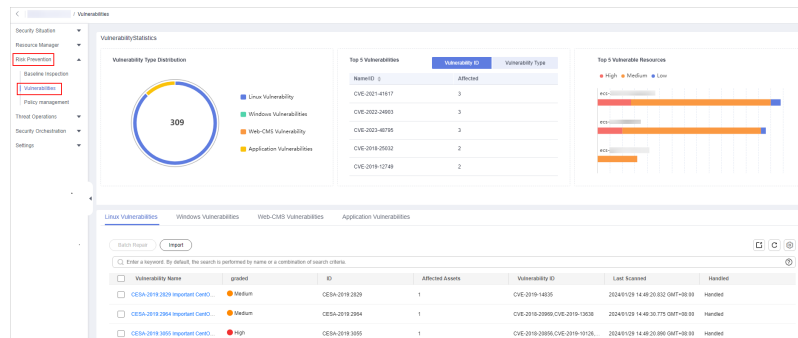 / Vulnerabilities
Security Situation
Resource Manager
Risk Prevention
Baseline Inspection
Vulnerabilities
Policy management
Threat Operations
Security Orchestration
Settings
VulnerabilityStatistics
Vulnerability Type Distribution
309
Linux Vulnerability
Windows Vulnerabilities
Web-CMS Vulnerability
Application Vulnerabilities
Top 5 Vulnerabilities
Vulnerability ID
Vulnerability Type
Name/ID Affected
CVE-2021-41617 3
CVE-2022-24903 3
CVE-2023-48795 3
CVE-2018-25032 2
CVE-2019-12749 2
Top 5 Vulnerable Resources
High Medium Low
ecs-
ecs-
ecs-
Linux Vulnerabilities Windows Vulnerabilities Web-CMS Vulnerabilities Application Vulnerabilities
Batch Repair Import
Enter a keyword. By default, the search is performed by name or a combination of search criteria.
Vulnerability Name graded ID Affected Assets Vulnerability ID Last Scanned Handled
CESA-2019:2829 Important CentO... Medium CESA-2019:2829 1 CVE-2019-14835 2024/01/29 14:49:20.832 GMT+08:00 Handled
CESA-2019:2964 Important CentO... Medium CESA-2019:2964 1 CVE-2018-20969,CVE-2019-13638 2024/01/29 14:49:30.775 GMT+08:00 Handled
CESA-2019:3055 Important CentO... High CESA-2019:3055 1 CVE-2018-20856,CVE-2019-10126,... 2024/01/29 14:49:20.890 GMT+08:00 Handled